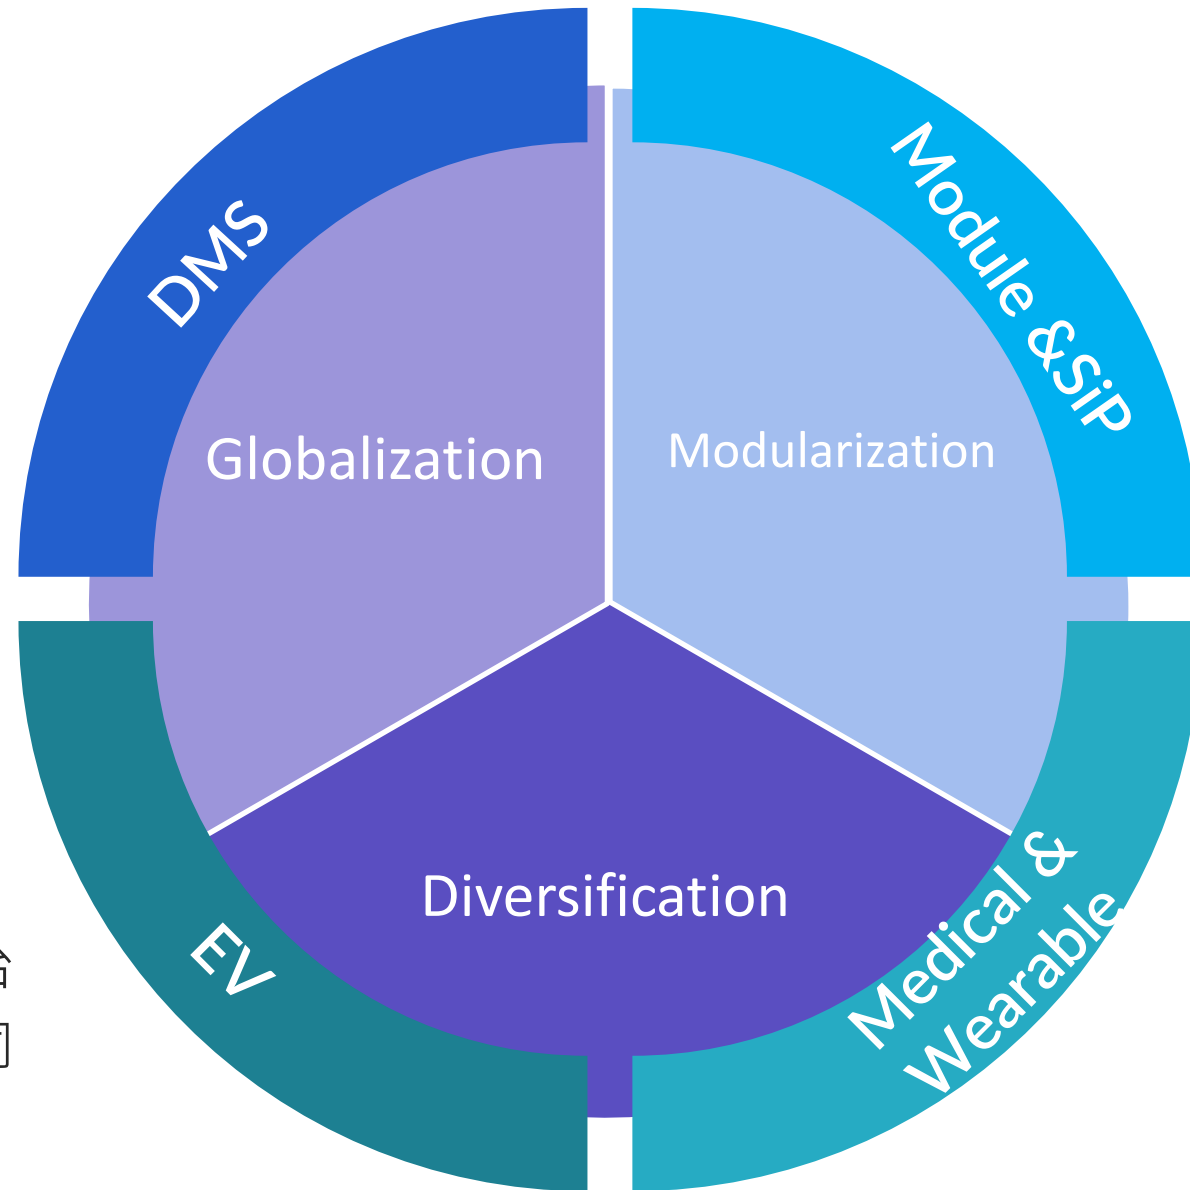 Module &SiP
DMS
Globalization
Modularization
Diversification
EV
Medical &
Wearable